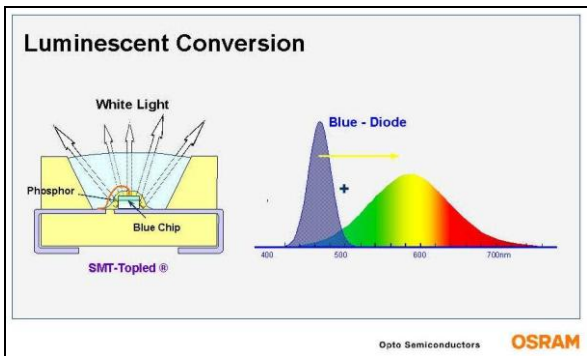 Luminescent Conversion
White Light
Phosphor
Blue Chip
SMT-Topled ®
Blue - Diode
+
400 500 600 700nm
Opto Semiconductors OSRAM